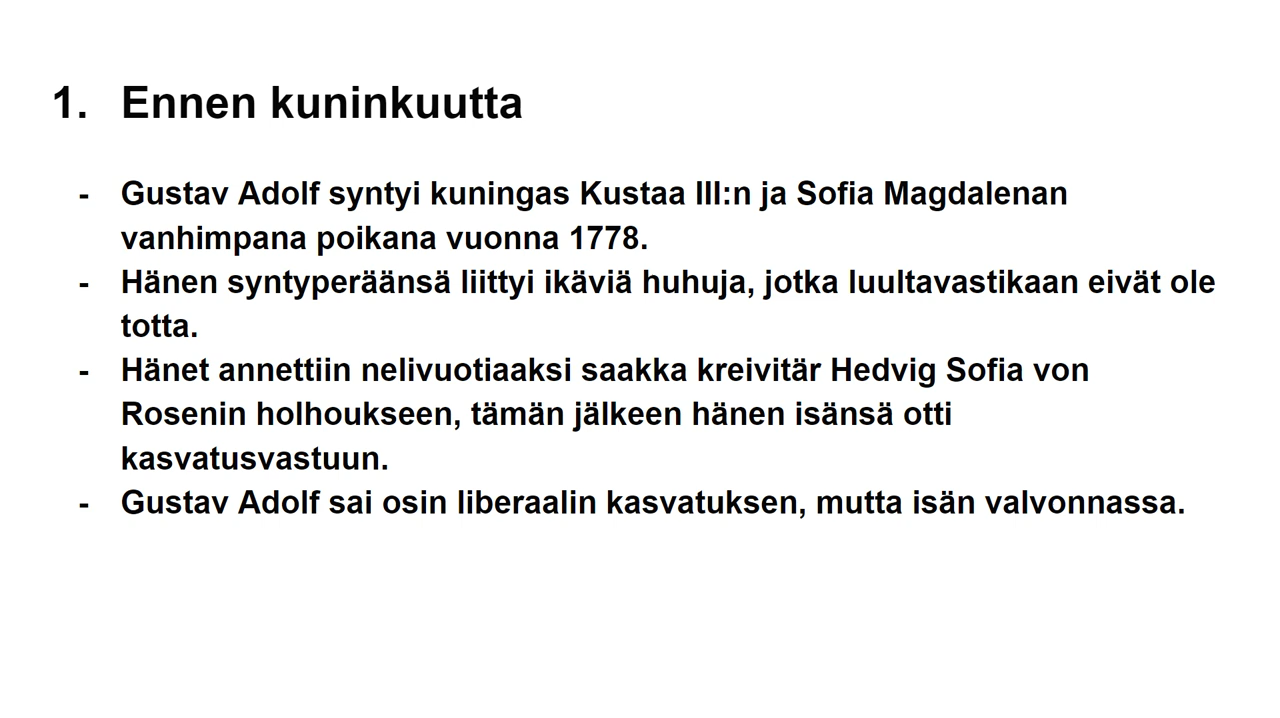 1. Ennen kuninkuutta
- Gustav Adolf syntyi kuningas Kustaa III:n ja Sofia Magdalenan
vanhimpana poikana vuonna 1778.
- Hänen syntyperäänsä liittyi ikäviä huhuja, jotka luultavastikaan eivät ole
totta.
- Hänet annettiin nelivuotiaaksi saakka kreivitär Hedvig Sofia von
Rosenin holhoukseen, tämän jälkeen hänen isänsä otti
kasvatusvastuun.
- Gustav Adolf sai osin liberaalin kasvatuksen, mutta isän valvonnassa.